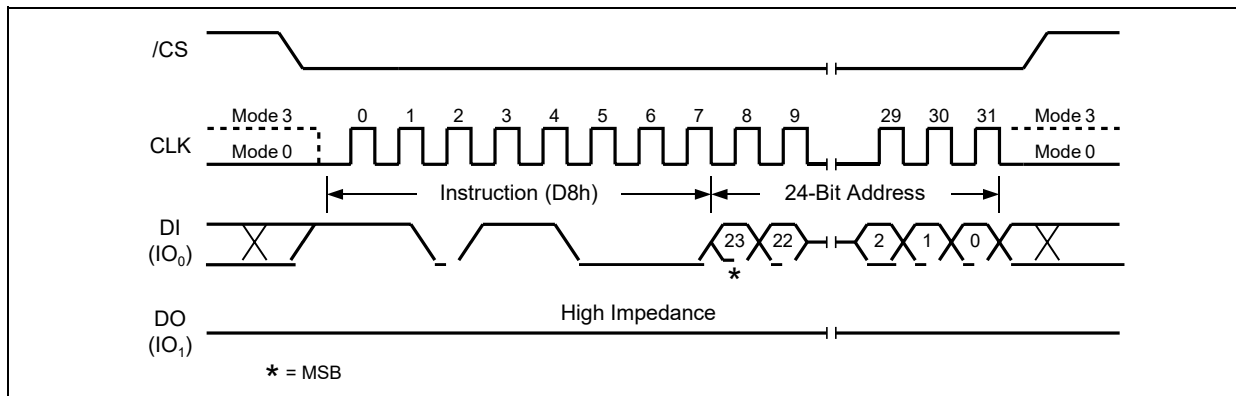 /CS
Mode 3 0 1 2 3 4 5 6 7 8 9 29 30 31 Mode 3
CLK
Mode 0 Mode 0
Instruction (D8h) 24-Bit Address
DI
(IO₀)
23 22 2 1 0
*
High Impedance
DO
(IO₁)
* = MSB